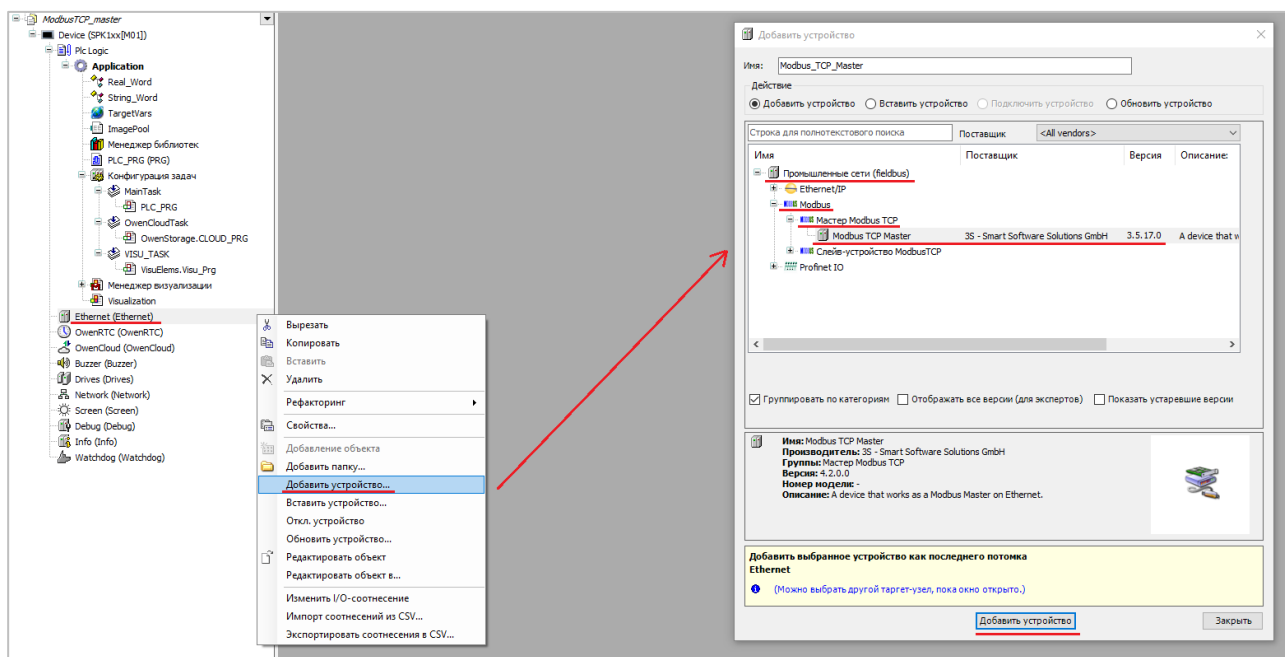 ModbusTCP_master
Device (SPK1xx[M01])
Plc Logic
Application
Real_Word
String_Word
TargetVars
ImagePool
Менеджер библиотек
PLC_PRG (PRG)
Конфигурация задач
MainTask
PLC_PRG
OwenCloudTask
OwenStorage.CLOUD_PRG
VISU_TASK
VisuElems.Visu_Prg
Менеджер визуализации
Visualization
Ethernet (Ethernet)
OwenRTC (OwenRTC)
OwenCloud (OwenCloud)
Buzzer (Buzzer)
Drives (Drives)
Network (Network)
Screen (Screen)
Debug (Debug)
Info (Info)
Watchdog (Watchdog)
Вырезать
Копировать
Вставить
Удалить
Рефакторинг
Свойства...
Добавление объекта
Добавить папку...
Добавить устройство...
Вставить устройство...
Откл. устройство
Обновить устройство...
Редактировать объект
Редактировать объект в...
Изменить I/O-соотнесение
Импорт соотнесений из CSV...
Экспортировать соотнесения в CSV...
Добавить устройство
Имя: Modbus_TCP_Master
Действие
Добавить устройство Вставить устройство Подключить устройство Обновить устройство
Строка для полнотекстового поиска Поставщик <All vendors>
Имя Поставщик Версия Описание:
Промышленные сети (fieldbus)
Ethernet/IP
Modbus
Мастер Modbus TCP
Modbus TCP Master 3S - Smart Software Solutions GmbH 3.5.17.0 A device that w
Слейв-устройство ModbusTCP
Profinet IO
Группировать по категориям Отображать все версии (для экспертов) Показать устаревшие версии
Имя: Modbus TCP Master
Производитель: 3S - Smart Software Solutions GmbH
Группы: Мастер Modbus TCP
Версия: 4.2.0.0
Номер модели: -
Описание: A device that works as a Modbus Master on Ethernet.
Добавить выбранное устройство как последнего потомка
Ethernet
(Можно выбрать другой таргет-узел, пока окно открыто.)
Добавить устройство Закрыть